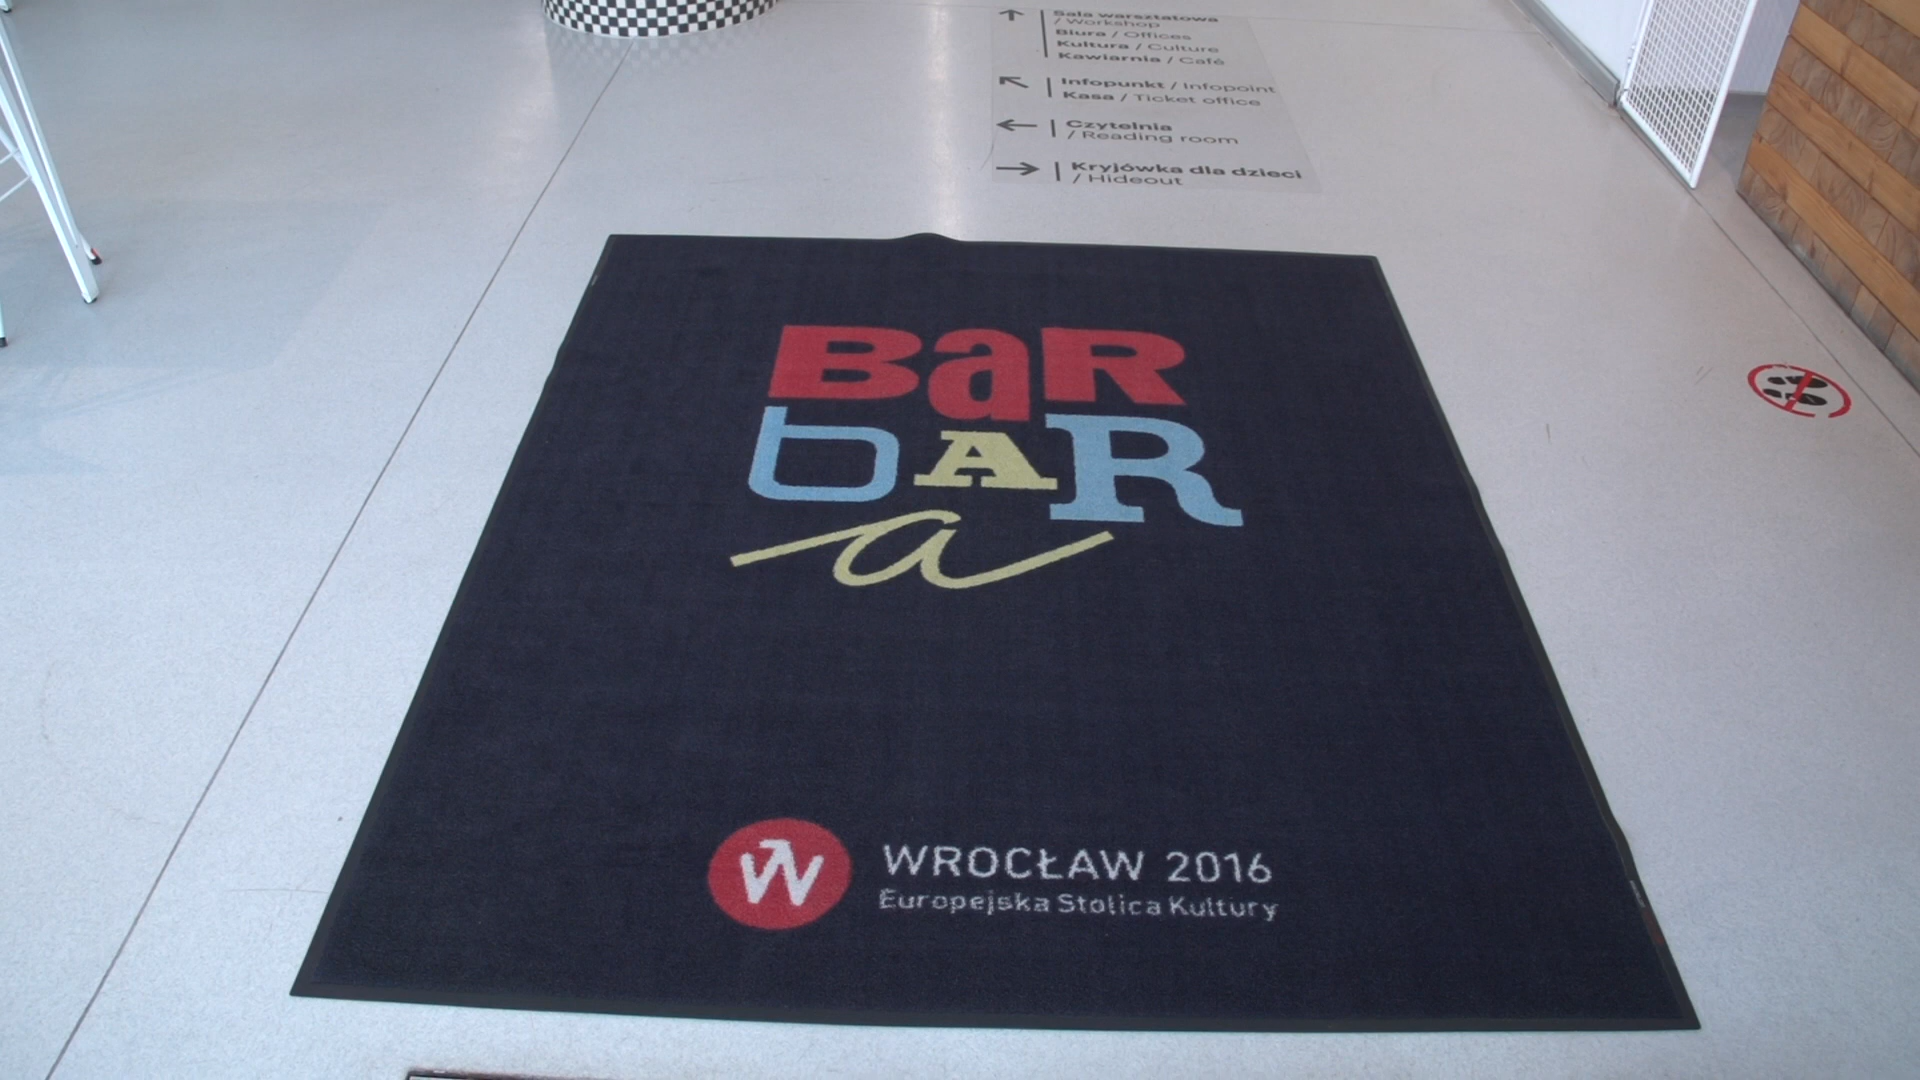 Sala warsztatowa
/ Workshop
Biura / Offices
Kultura / Culture
Kawiarnia / Café
Infopunkt / Infopoint
Kasa / Ticket office
Czytelnia
/ Reading room
Kryjówka dla dzieci
/ Hideout
BaR
bAR
a
W
WROCŁAW 2016
Europejska Stolica Kultury